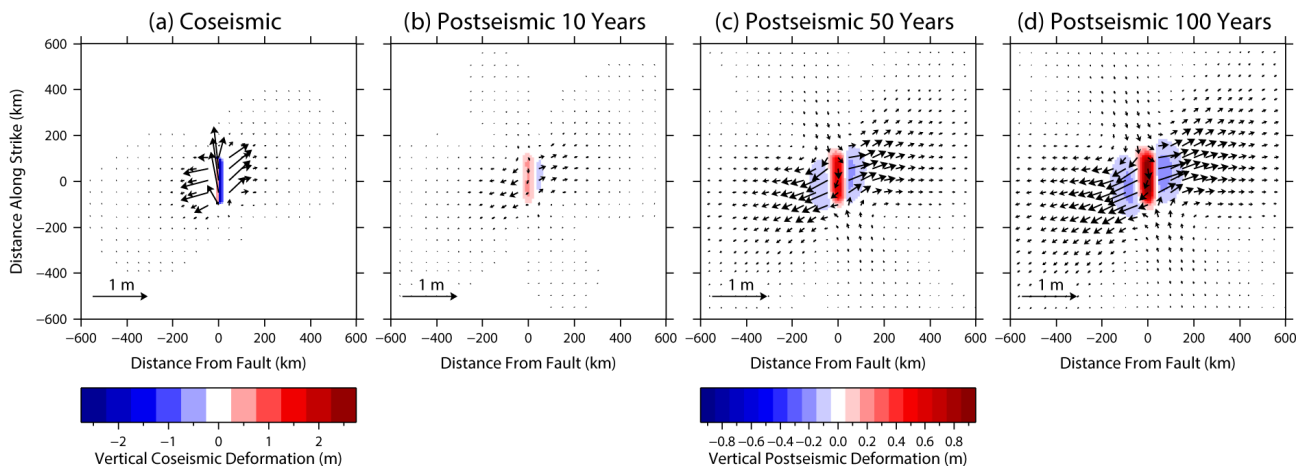 (a) Coseismic (b) Postseismic 10 Years (c) Postseismic 50 Years (d) Postseismic 100 Years
Distance Along Strike (km)
600
400
200
0
−200
−400
−600
1 m 1 m 1 m 1 m
−600 −400 −200 0 200 400 600 −600 −400 −200 0 200 400 600 −600 −400 −200 0 200 400 600 −600 −400 −200 0 200 400 600
Distance From Fault (km) Distance From Fault (km) Distance From Fault (km) Distance From Fault (km)
−2 −1 0 1 2 −0.8 −0.6 −0.4 −0.2 0.0 0.2 0.4 0.6 0.8
Vertical Coseismic Deformation (m) Vertical Postseismic Deformation (m)